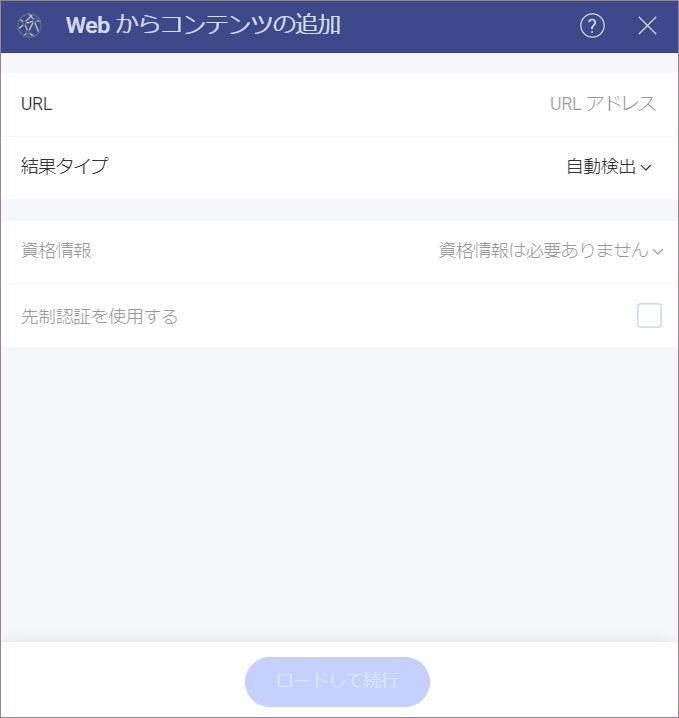 Web からコンテンツの追加
URL URL アドレス
結果タイプ 自動検出
資格情報 資格情報は必要ありません
先制認証を使用する
ロードして続行